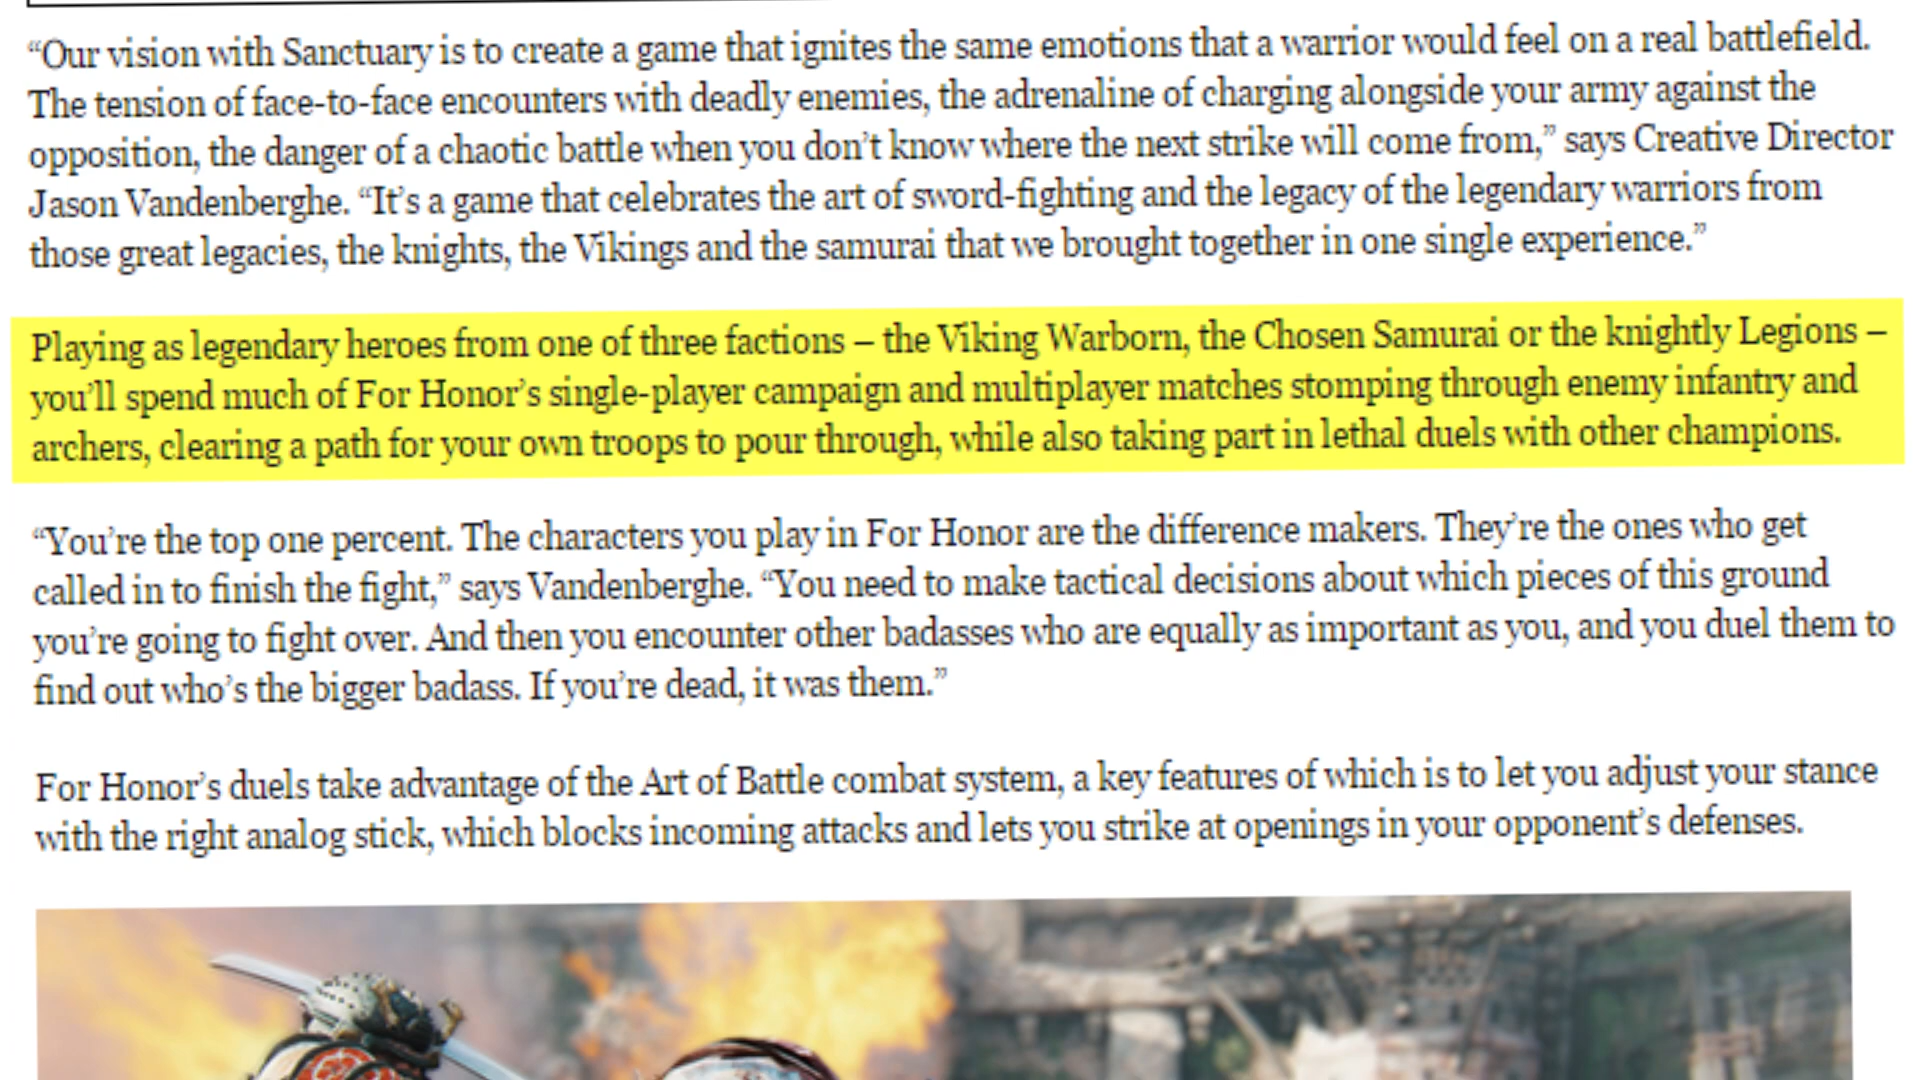 “Our vision with Sanctuary is to create a game that ignites the same emotions that a warrior would feel on a real battlefield.
The tension of face-to-face encounters with deadly enemies, the adrenaline of charging alongside your army against the
opposition, the danger of a chaotic battle when you don’t know where the next strike will come from,” says Creative Director
Jason Vandenberghe. “It’s a game that celebrates the art of sword-fighting and the legacy of the legendary warriors from
those great legacies, the knights, the Vikings and the samurai that we brought together in one single experience.”
Playing as legendary heroes from one of three factions – the Viking Warborn, the Chosen Samurai or the knightly Legions –
you’ll spend much of For Honor’s single-player campaign and multiplayer matches stomping through enemy infantry and
archers, clearing a path for your own troops to pour through, while also taking part in lethal duels with other champions.
“You’re the top one percent. The characters you play in For Honor are the difference makers. They’re the ones who get
called in to finish the fight,” says Vandenberghe. “You need to make tactical decisions about which pieces of this ground
you’re going to fight over. And then you encounter other badasses who are equally as important as you, and you duel them to
find out who’s the bigger badass. If you’re dead, it was them.”
For Honor’s duels take advantage of the Art of Battle combat system, a key features of which is to let you adjust your stance
with the right analog stick, which blocks incoming attacks and lets you strike at openings in your opponent’s defenses.